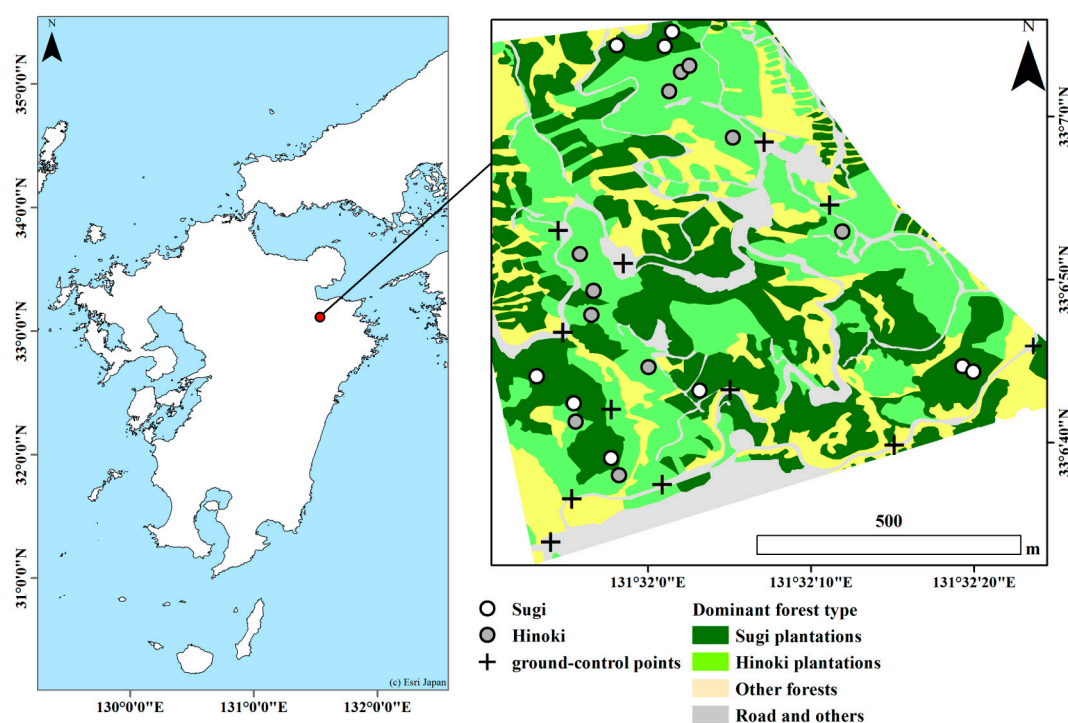 N
35°0'0"N
34°0'0"N
33°0'0"N
32°0'0"N
31°0'0"N
130°0'0"E
131°0'0"E
132°0'0"E
(c) Esri Japan
N
33°7'0"N
33°6'50"N
33°6'40"N
500
m
131°32'0"E
131°32'10"E
131°32'20"E
Sugi
Hinoki
ground-control points
Dominant forest type
Sugi plantations
Hinoki plantations
Other forests
Road and others